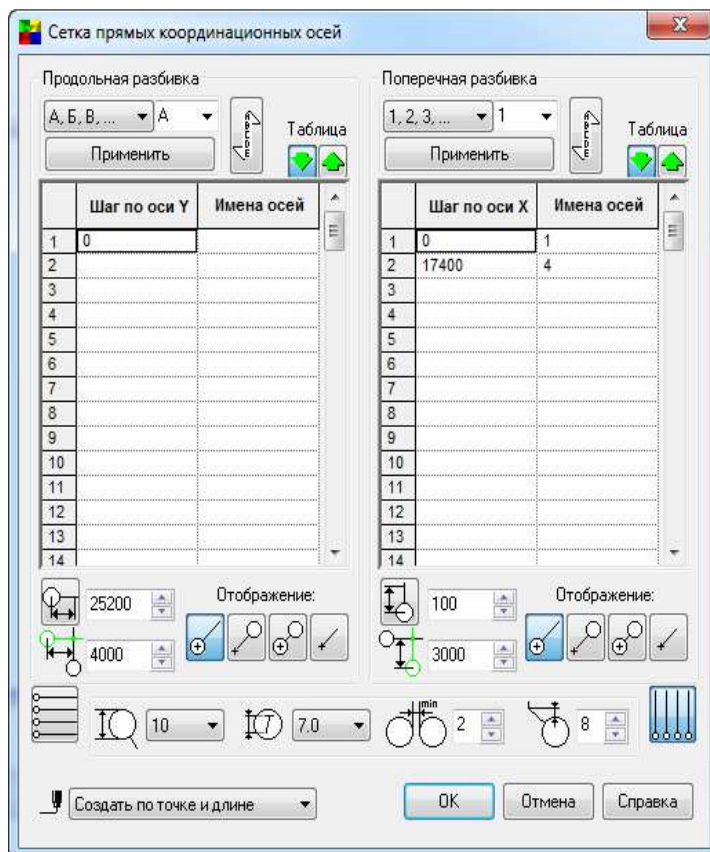 Сетка прямых координационных осей
Продольная разбивка
А, Б, В, ... А
Таблица
Применить
Шаг по оси Y Имена осей
1 0
2
3
4
5
6
7
8
9
10
11
12
13
14
25200
Отображение:
4000
Поперечная разбивка
1, 2, 3, ... 1
Таблица
Применить
Шаг по оси X Имена осей
1 0 1
2 17400 4
3
4
5
6
7
8
9
10
11
12
13
14
100
Отображение:
3000
10
T 7.0
min 2
8
Создать по точке и длине
OK
Отмена
Справка